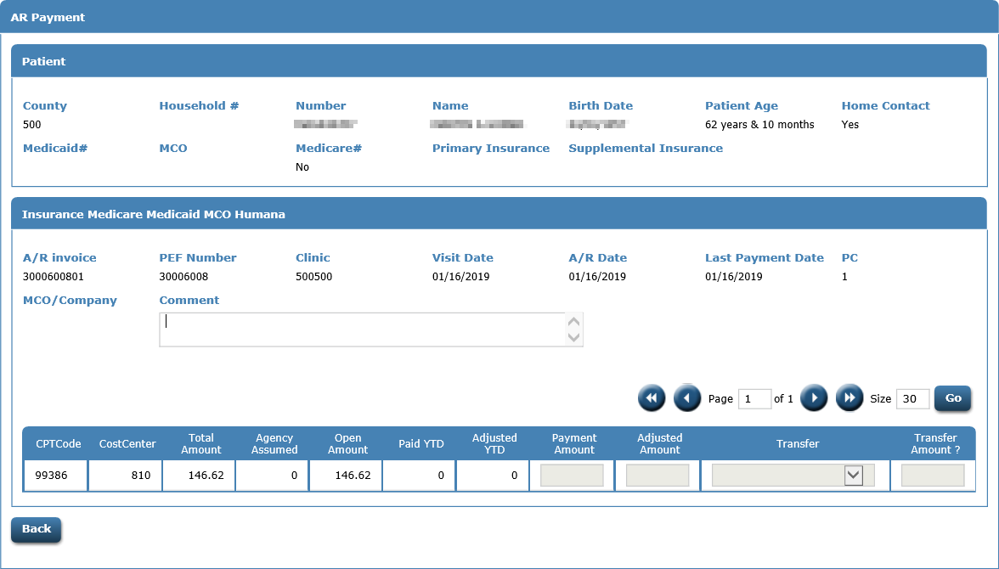 AR Payment
Patient
County Household # Number Name Birth Date Patient Age Home Contact
500 62 years & 10 months Yes
Medicaid# MCO Medicare# Primary Insurance Supplemental Insurance
No
Insurance Medicare Medicaid MCO Humana
A/R invoice PEF Number Clinic Visit Date A/R Date Last Payment Date PC
3000600801 30006008 500500 01/16/2019 01/16/2019 01/16/2019 1
MCO/Company Comment
Page 1 of 1 Size 30 Go
CPTCode CostCenter Total Amount Agency Assumed Open Amount Paid YTD Adjusted YTD Payment Amount Adjusted Amount Transfer Transfer Amount ?
99386 810 146.62 0 146.62 0 0
Back